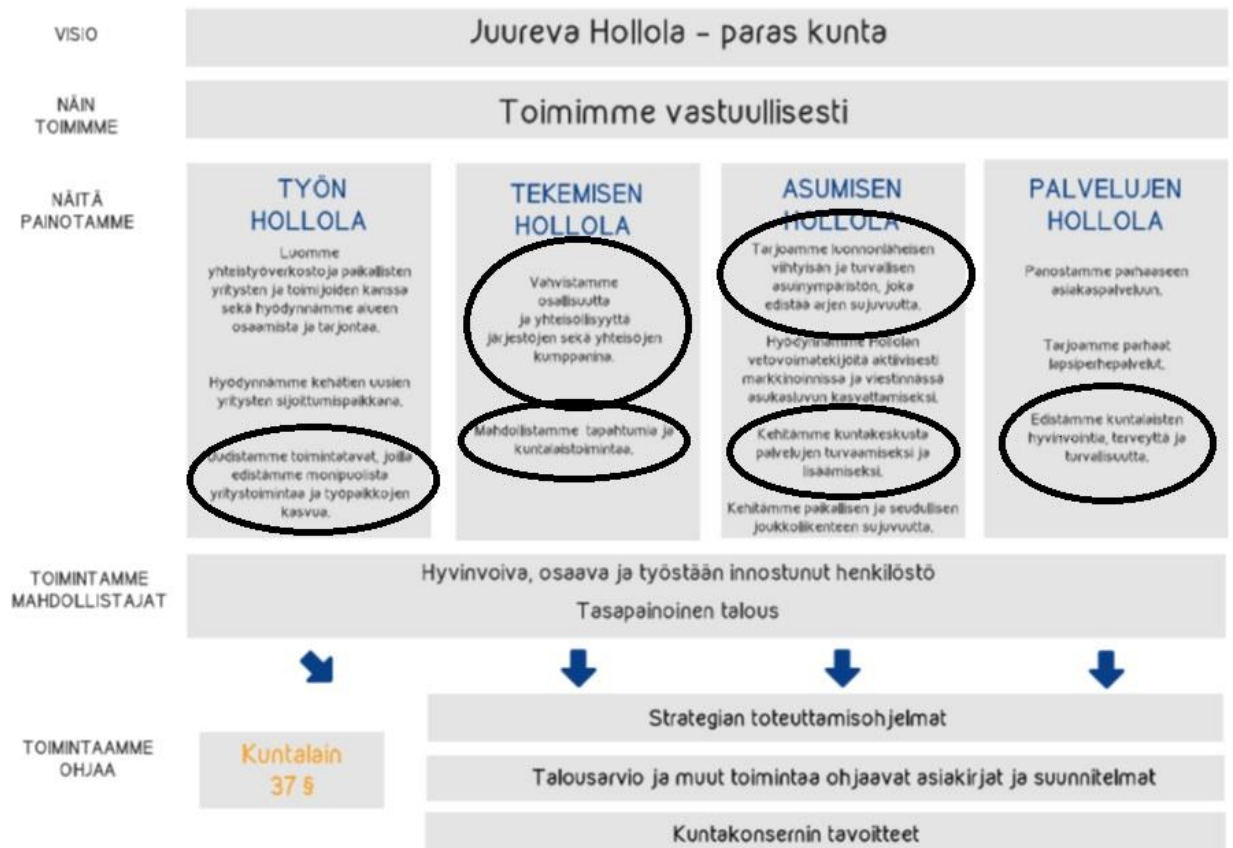 VISIO
Juureva Hollola - paras kunta
NÄIN
TOIMIMME
Toimimme vastuullisesti
NÄITÄ
PAINOTAMME
TYÖN
HOLLOLA
Luomme
yhteistyöverkostoja paikallisten
yritysten ja toimijoiden kanssa
sekä hyödynnämme alueen
osaamista ja tarjontaa.
Hyödynnämme kehätien uusien
yritysten sijoittumispaikkana.
Uudistamme toimintatavat, joilla
edistämme monipuolista
yritystoimintaa ja työpaikkojen
kasvua.
TEKEMISEN
HOLLOLA
Vahvistamme
osallisuutta
ja yhteisöllisyyttä
järjestöjen sekä yhteisöjen
kumppanina.
Mahdollistamme tapahtumia ja
kuntalaistoimintaa.
ASUMISEN
HOLLOLA
Tarjoamme luonnonläheisen
viihtyisän ja turvallisen
asuinympäristön, joka
edistää arjen sujuvuutta.
Hyödynnämme Hollolan
vetovoimatekijöitä aktiivisesti
markkinoinnissa ja viestinnässä
asukasluvun kasvattamiseksi.
Kehitämme kuntakeskusta
palvelujen turvaamiseksi ja
lisäämiseksi.
Kehitämme paikallisen ja seudullisen
joukkoliikenteen sujuvuutta.
PALVELUJEN
HOLLOLA
Panostamme parhaaseen
asiakaspalveluun.
Tarjoamme parhaat
lapsiperhepalvelut.
Edistämme kuntalaisten
hyvinvointia, terveyttä ja
turvallisuutta.
TOIMINTAMME
MAHDOLLISTAJAT
Hyvinvoiva, osaava ja työstään innostunut henkilöstö
Tasapainoinen talous
TOIMINTAAMME
OHJAA
Kuntalain
37 §
Strategian toteuttamisohjelmat
Talousarvio ja muut toimintaa ohjaavat asiakirjat ja suunnitelmat
Kuntakonsernin tavoitteet